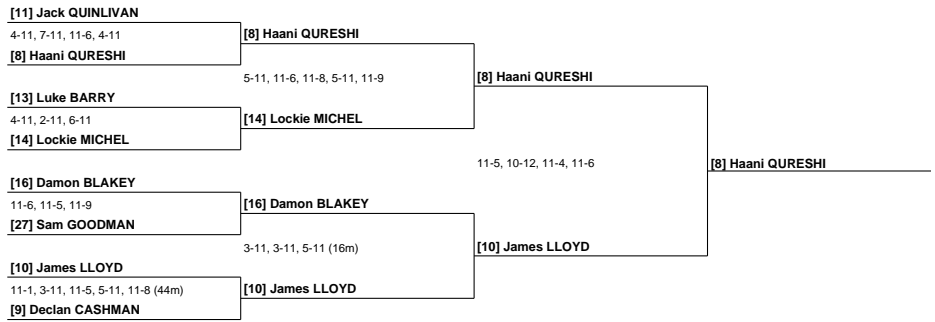 [11] Jack QUINLIVAN
4-11, 7-11, 11-6, 4-11
[8] Haani QURESHI
[8] Haani QURESHI
5-11, 11-6, 11-8, 5-11, 11-9
[8] Haani QURESHI
[13] Luke BARRY
4-11, 2-11, 6-11
[14] Lockie MICHEL
[14] Lockie MICHEL
11-5, 10-12, 11-4, 11-6
[8] Haani QURESHI
[16] Damon BLAKEY
11-6, 11-5, 11-9
[16] Damon BLAKEY
[27] Sam GOODMAN
3-11, 3-11, 5-11 (16m)
[10] James LLOYD
[10] James LLOYD
11-1, 3-11, 11-5, 5-11, 11-8 (44m)
[10] James LLOYD
[9] Declan CASHMAN